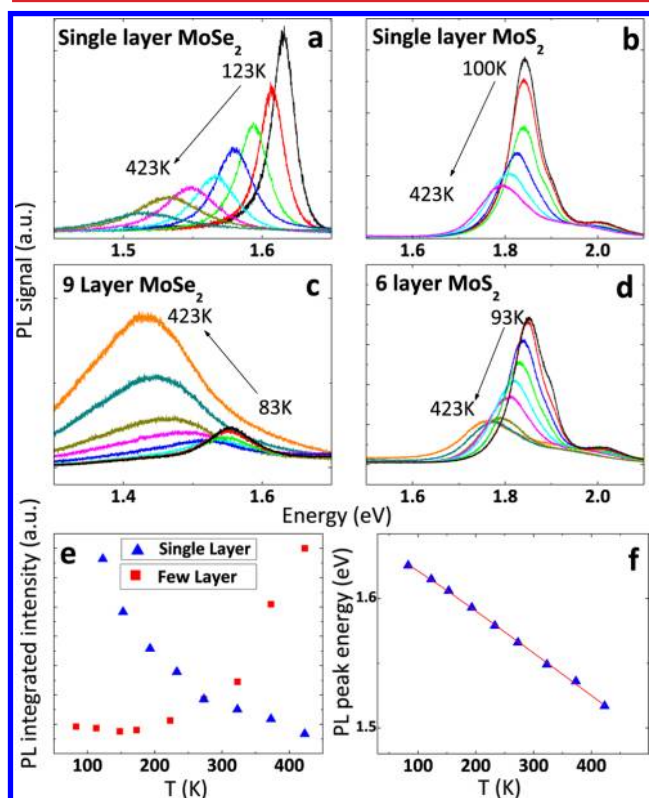 Single layer MoSe2
a
123K
423K
1.5
1.6
Single layer MoS2
b
100K
423K
1.6
1.8
2.0
PL signal (a.u.)
9 Layer MoSe2
c
423K
83K
1.4
1.6
6 layer MoS2
d
93K
423K
1.6
1.8
2.0
Energy (eV)
PL integrated intensity (a.u.)
e
Single Layer
Few Layer
100
200
300
400
T (K)
PL peak energy (eV)
f
1.6
1.5
100
200
300
400
T (K)